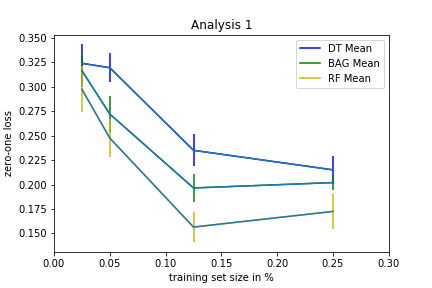 Analysis 1
zero-one loss
0.350
0.325
0.300
0.275
0.250
0.225
0.200
0.175
0.150
DT Mean
BAG Mean
RF Mean
0.00 0.05 0.10 0.15 0.20 0.25 0.30
training set size in %